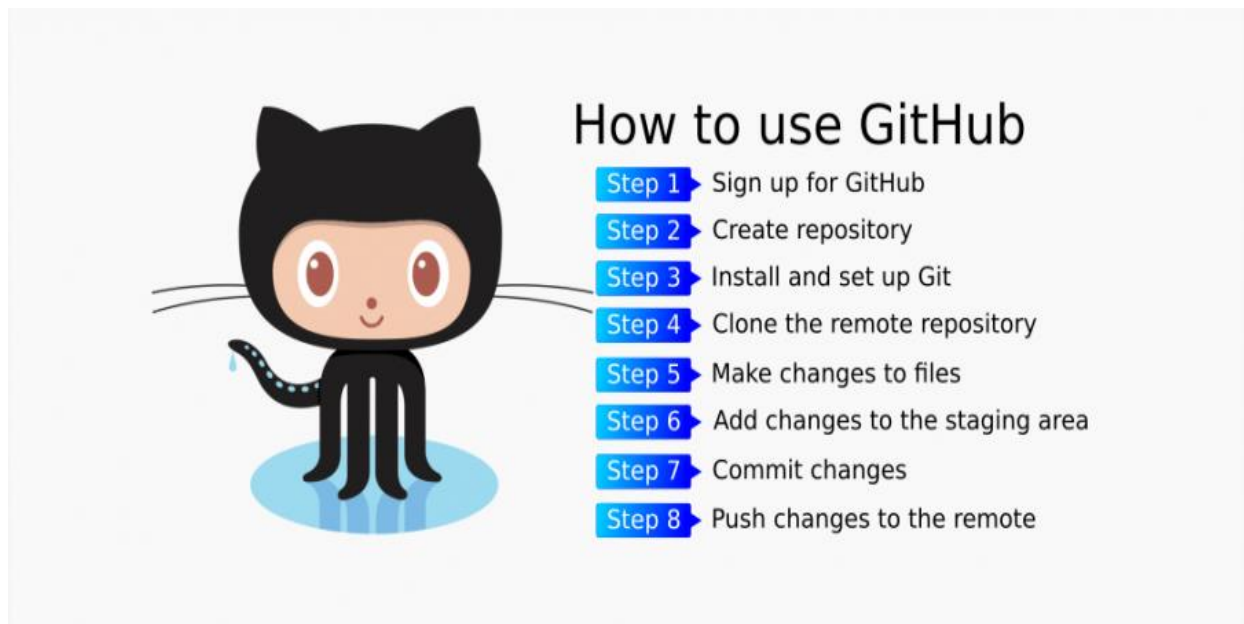 How to use GitHub
Step 1 Sign up for GitHub
Step 2 Create repository
Step 3 Install and set up Git
Step 4 Clone the remote repository
Step 5 Make changes to files
Step 6 Add changes to the staging area
Step 7 Commit changes
Step 8 Push changes to the remote